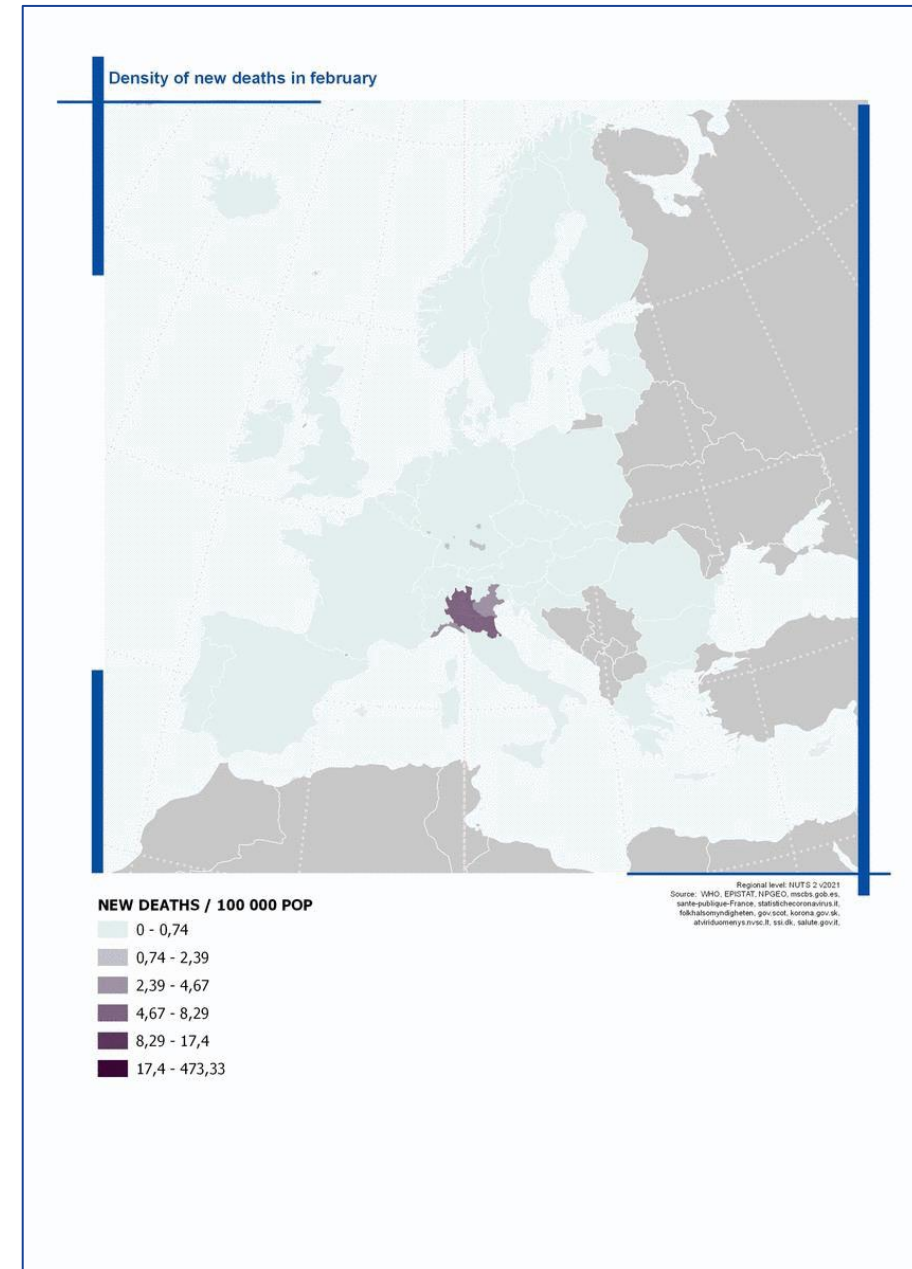 Density of new deaths in february
Regional level: NUTS 2 v2021
Source: WHO, EPISTAT, NPGEO, mscbs.gob.es,
sante-publique-France, statistichecoronavirus.it,
folkhalsomyndigheten, gov.scot, korona.gov.sk,
atviriduomenys.nvsc.lt, ssi.dk, salute.gov.it,
NEW DEATHS / 100 000 POP
0 - 0,74
0,74 - 2,39
2,39 - 4,67
4,67 - 8,29
8,29 - 17,4
17,4 - 473,33